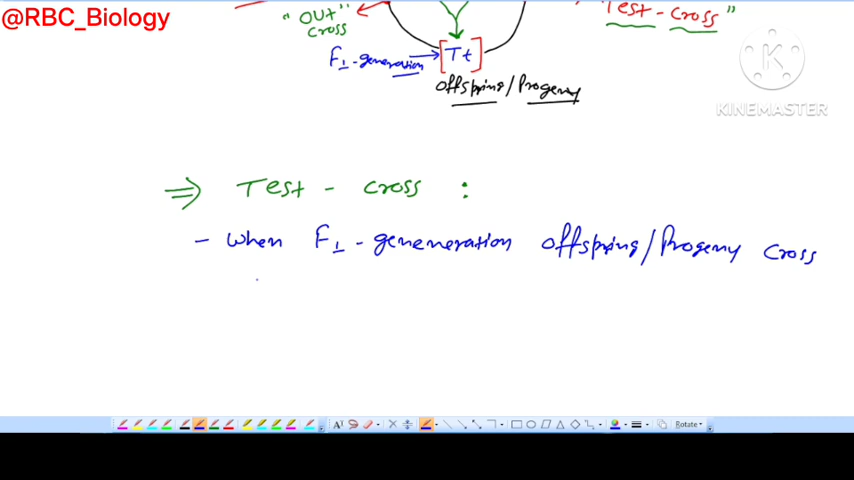 @RBC_Biology
"OUT"
Cross
Test-Cross"
F1-generation
Tt
offspring/Progeny
KINEMASTER
⇒ Test - cross :
- when F1 - geneneration offspring/Progeny cross
Rotate